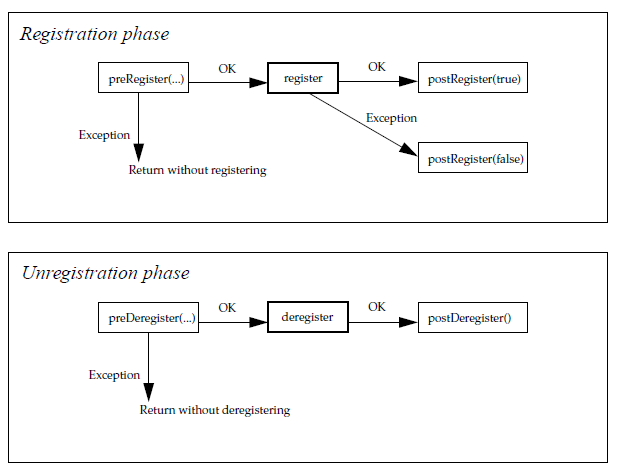 Registration phase
preRegister(...)
OK
register
OK
postRegister(true)
Exception
Exception
postRegister(false)
Return without registering
Unregistration phase
preDeregister(...)
OK
deregister
OK
postDeregister()
Exception
Return without deregistering